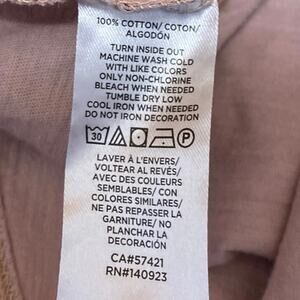 100% COTTON/ COTON/
ALGODÓN
TURN INSIDE OUT
MACHINE WASH COLD
WITH LIKE COLORS
ONLY NON-CHLORINE
BLEACH WHEN NEEDED
TUMBLE DRY LOW
COOL IRON WHEN NEEDED
DO NOT IRON DECORATION
30
LAVER À L'ENVERS/
VOLTEAR AL REVÉS/
AVEC DES COULEURS
SEMBLABLES/ CON
COLORES SIMILARES/
NE PAS REPASSER LA
GARNITURE/ NO
PLANCHAR LA
DECORACIÓN
CA#57421
RN#140923